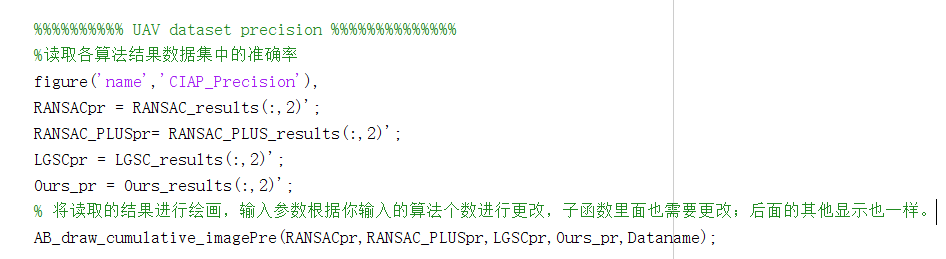 %%%%%%%%%% UAV dataset precision %%%%%%%%%%%%%%
%读取各算法结果数据集中的准确率
figure('name','CIAP_Precision'),
RANSACpr = RANSAC_results(:,2)';
RANSAC_PLUSpr= RANSAC_PLUS_results(:,2)';
LGSCpr = LGSC_results(:,2)';
Ours_pr = Ours_results(:,2)';
% 将读取的结果进行绘画，输入参数根据你输入的算法个数进行更改，子函数里面也需要更改；后面的其他显示也一样。
AB_draw_cumulative_imagePre(RANSACpr,RANSAC_PLUSpr,LGSCpr,Ours_pr,Dataname);